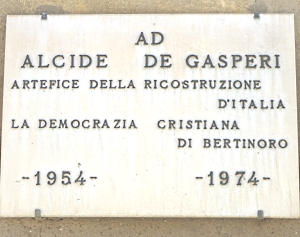 AD
ALCIDE DE GASPERI
ARTEFICE DELLA RICOSTRUZIONE
D'ITALIA
LA DEMOCRAZIA CRISTIANA
DI BERTINORO
-1954- -1974-